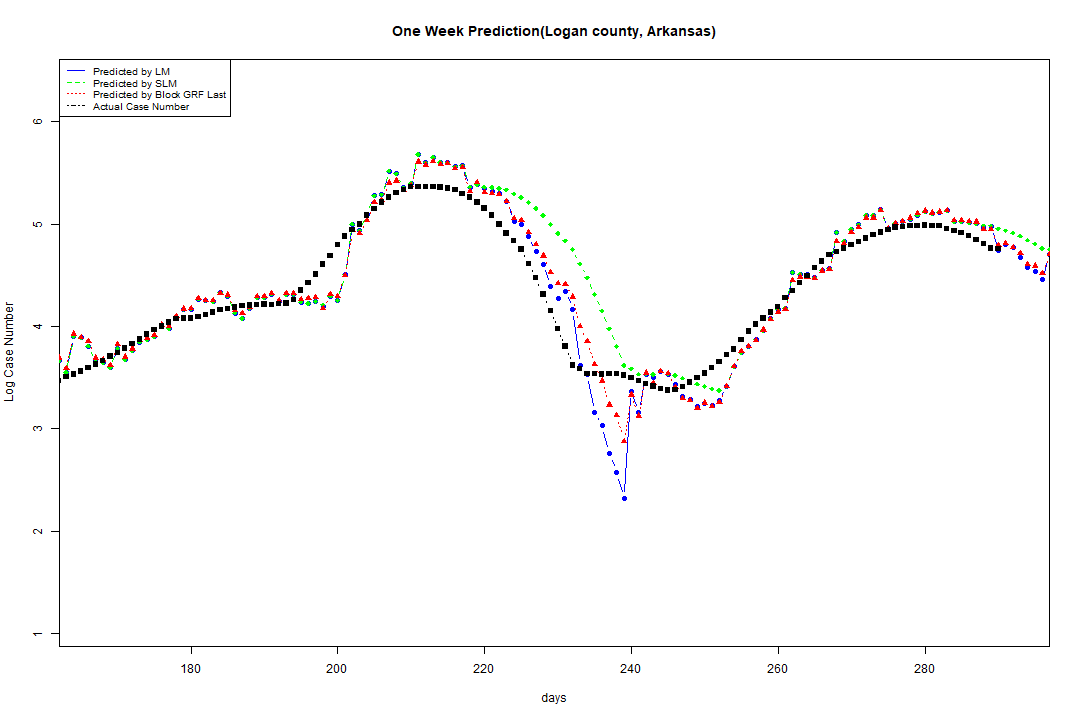 One Week Prediction(Logan county, Arkansas)
Predicted by LM
Predicted by SLM
Predicted by Block GRF Last
Actual Case Number
6
5
4
3
2
1
Log Case Number
180 200 220 240 260 280
days